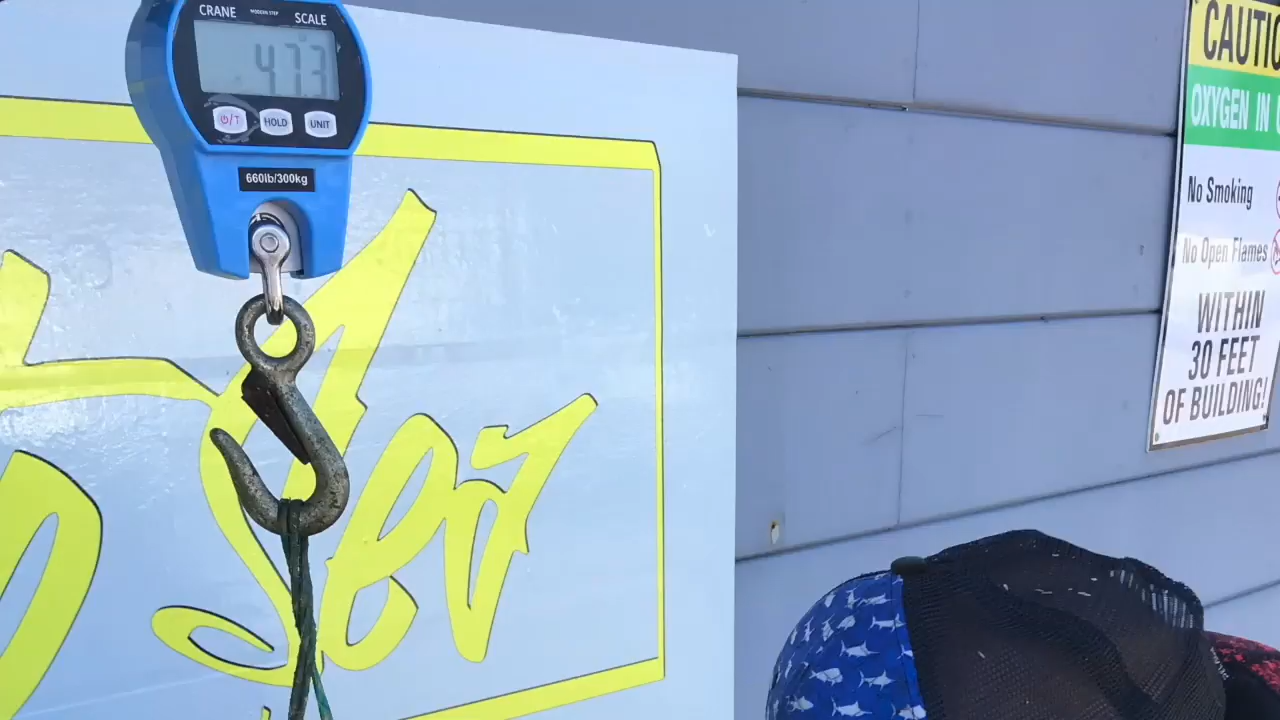 CRANE SCALE
47.3
HOLD
UNIT
660lb/300kg
OXYGEN IN
No Smoking
No Open Flames
WITHIN
30 FEET
OF BUILDING!